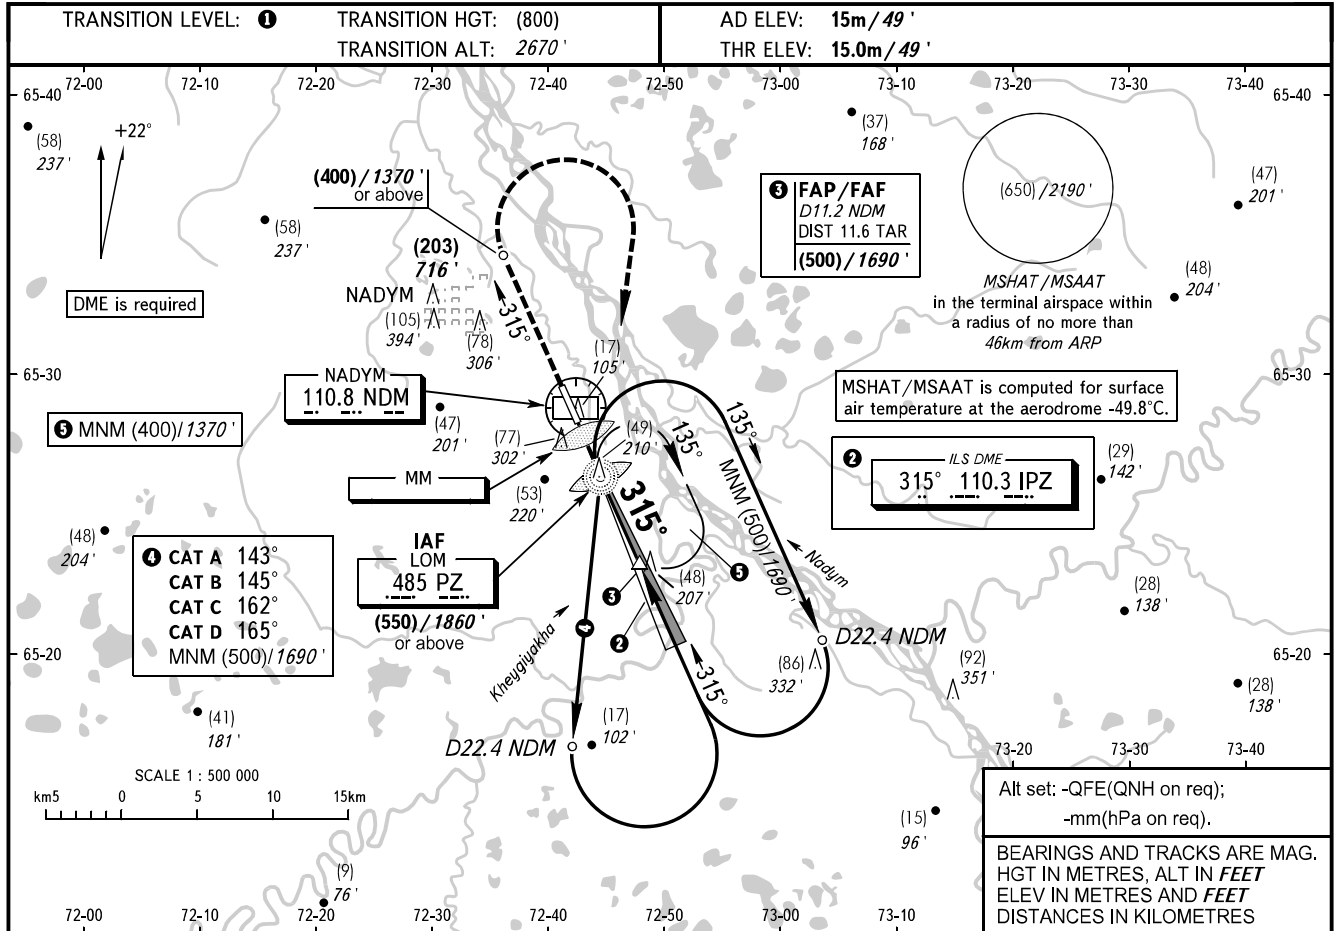 TRANSITION LEVEL: ❶ TRANSITION HGT: (800)
TRANSITION ALT: 2670 '
AD ELEV: 15m/49 '
THR ELEV: 15.0m/49 '
72-00 72-10 72-20 72-30 72-40 72-50 73-00 73-10 73-20 73-30 73-40
65-40 65-40
+22°
(58)
237 '
(58)
237 '
(400)/1370 '
or above
(203)
716 '
NADYM
(105)
394 '
(78)
306 '
315°
DME is required
(37)
168 '
❸ FAP/FAF
D11.2 NDM
DIST 11.6 TAR
(500)/1690 '
(650)/2190 '
MSHAT/MSAAT
in the terminal airspace within
a radius of no more than
46km from ARP
(47)
201 '
(48)
204 '
65-30 65-30
NADYM
110.8 NDM
(17)
105 '
MSHAT/MSAAT is computed for surface
air temperature at the aerodrome -49.8°C.
❺ MNM (400)/1370 '
(47)
201 '
(77)
302 '
(49)
210 '
135°
135°
MNM (500)/1690 '
MM
(53)
220 '
315°
❷ ILS DME
315° 110.3 IPZ
(29)
142 '
(48)
204 '
❹ CAT A 143°
CAT B 145°
CAT C 162°
CAT D 165°
MNM (500)/1690 '
IAF
LOM
485 PZ
(550)/1860 '
or above
❸
❷
❹
❺
(48)
207 '
Nadym
Kheygiyakha
(28)
138 '
65-20 65-20
D22.4 NDM
(86)
332 '
315°
(92)
351 '
(28)
138 '
(41)
181 '
D22.4 NDM
(17)
102 '
73-20 73-30 73-40
SCALE 1 : 500 000
km5 0 5 10 15km
(15)
96 '
(9)
76 '
Alt set: -QFE(QNH on req);
-mm(hPa on req).
BEARINGS AND TRACKS ARE MAG.
HGT IN METRES, ALT IN FEET
ELEV IN METRES AND FEET
DISTANCES IN KILOMETRES
72-00 72-10 72-20 72-30 72-40 72-50 73-00 73-10